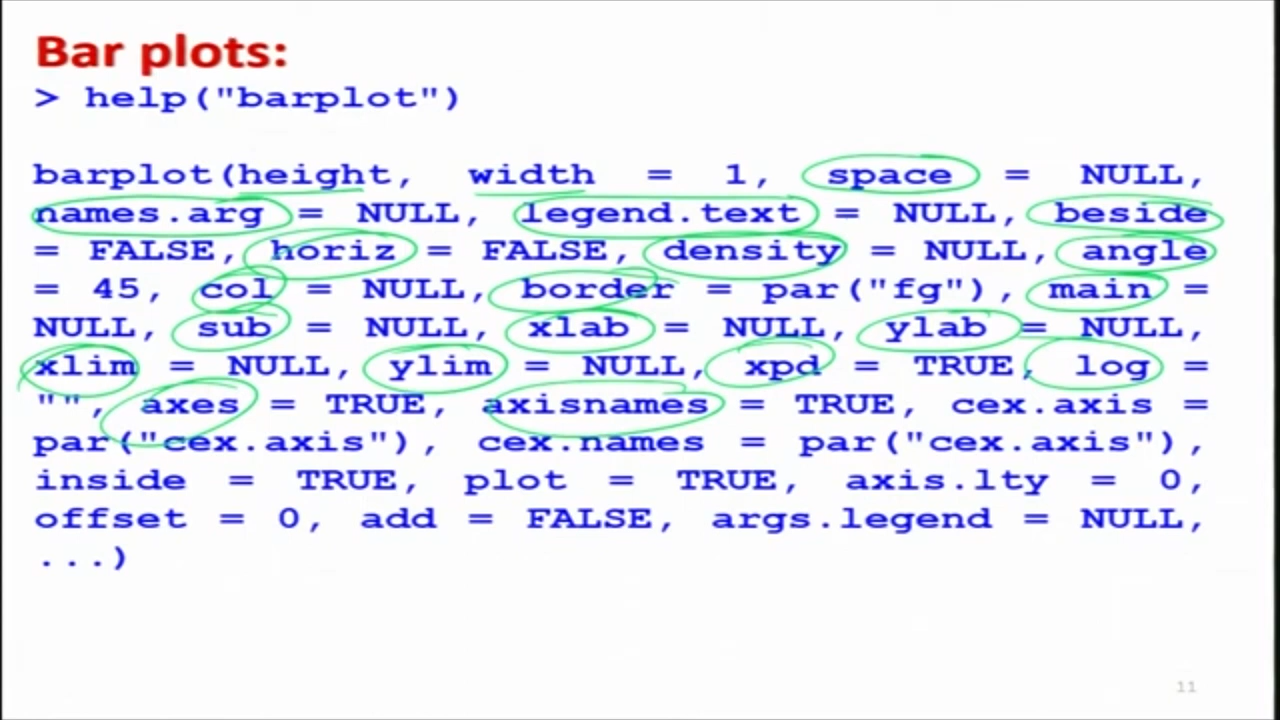 Bar plots:
> help("barplot")
barplot(height, width = 1, space = NULL,
names.arg = NULL, legend.text = NULL, beside
= FALSE, horiz = FALSE, density = NULL, angle
= 45, col = NULL, border = par("fg"), main =
NULL, sub = NULL, xlab = NULL, ylab = NULL,
xlim = NULL, ylim = NULL, xpd = TRUE, log =
"", axes = TRUE, axisnames = TRUE, cex.axis =
par("cex.axis"), cex.names = par("cex.axis"),
inside = TRUE, plot = TRUE, axis.lty = 0,
offset = 0, add = FALSE, args.legend = NULL,
...)
11